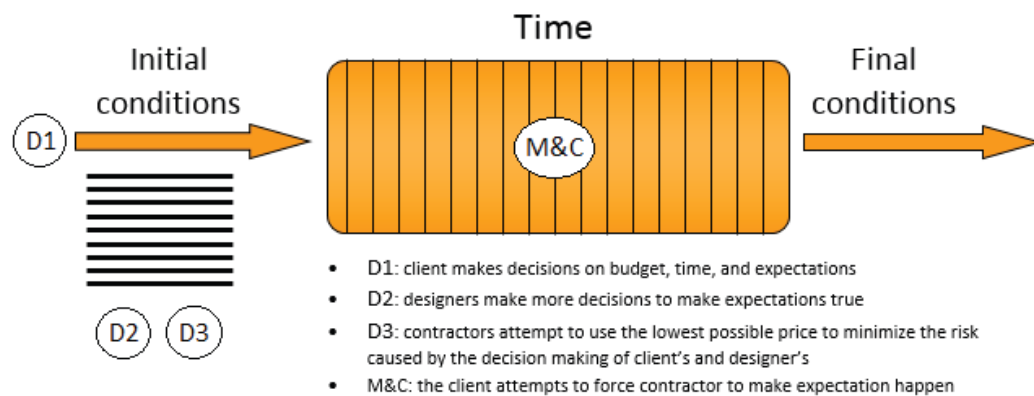 Time
Initial
conditions
Final
conditions
D1
M&C
D2
D3
• D1: client makes decisions on budget, time, and expectations
• D2: designers make more decisions to make expectations true
• D3: contractors attempt to use the lowest possible price to minimize the risk
caused by the decision making of client's and designer's
• M&C: the client attempts to force contractor to make expectation happen